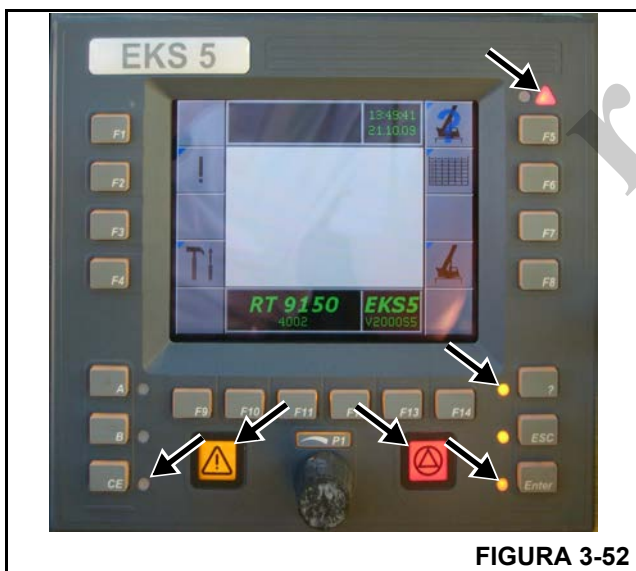 EKS 5
13:49:41
21.10.09
F1
F2
F3
F4
F5
F6
F7
F8
RT 9150
4002
EKS5
V2000S5
A
B
CE
F9
F10
F11
F13
F14
?
ESC
Enter
P1
FIGURA 3-52